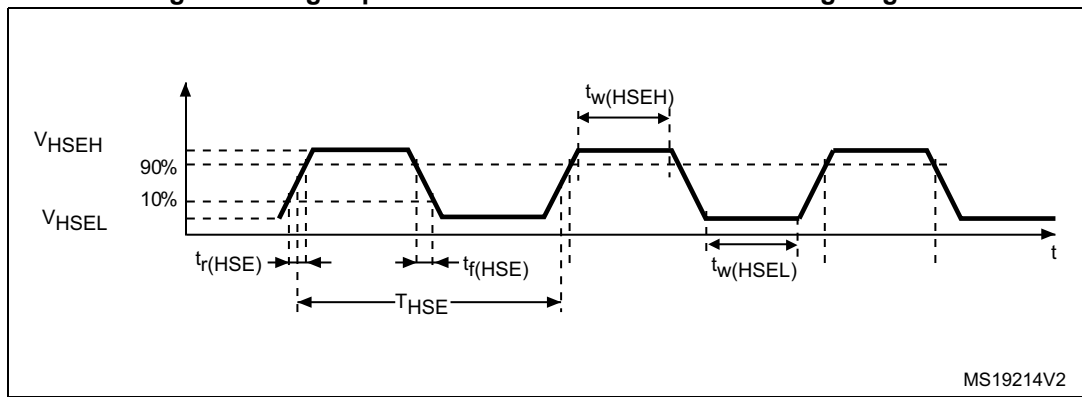 tw(HSEH)
VHSEH
90%
10%
VHSEL
tr(HSE)
tf(HSE)
tw(HSEL)
t
THSE
MS19214V2